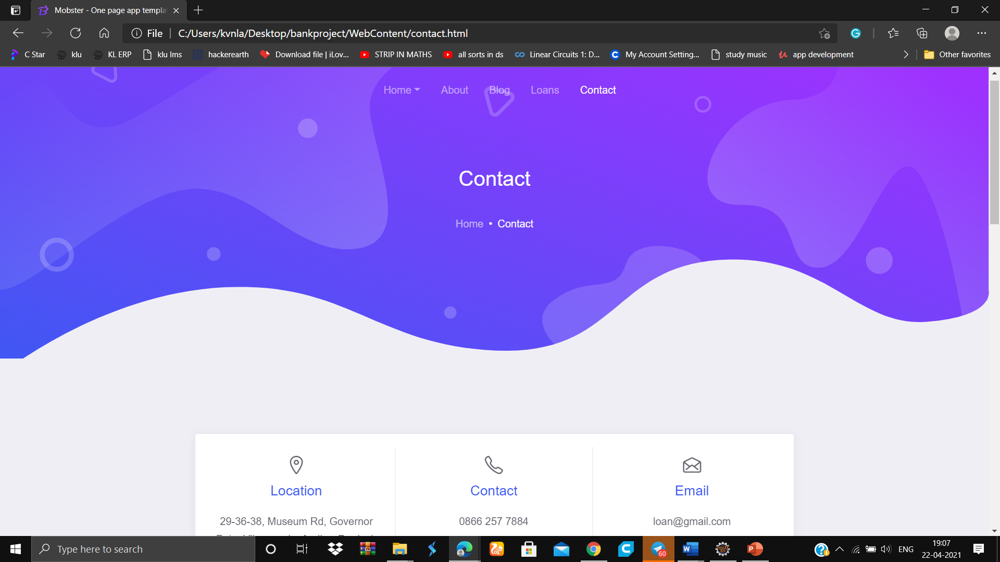 Mobster - One page app templa
File
C:/Users/kvnla/Desktop/bankproject/WebContent/contact.html
C Star klu KL ERP klu lms hackerearth Download file | iLov... STRIP IN MATHS all sorts in ds Linear Circuits 1: D... My Account Setting... study music app development Other favorites
Home About Blog Loans Contact
Contact
Home • Contact
Location Contact Email
29-36-38, Museum Rd, Governor 0866 257 7884 loan@gmail.com
Type here to search
60
ENG
19:07
22-04-2021